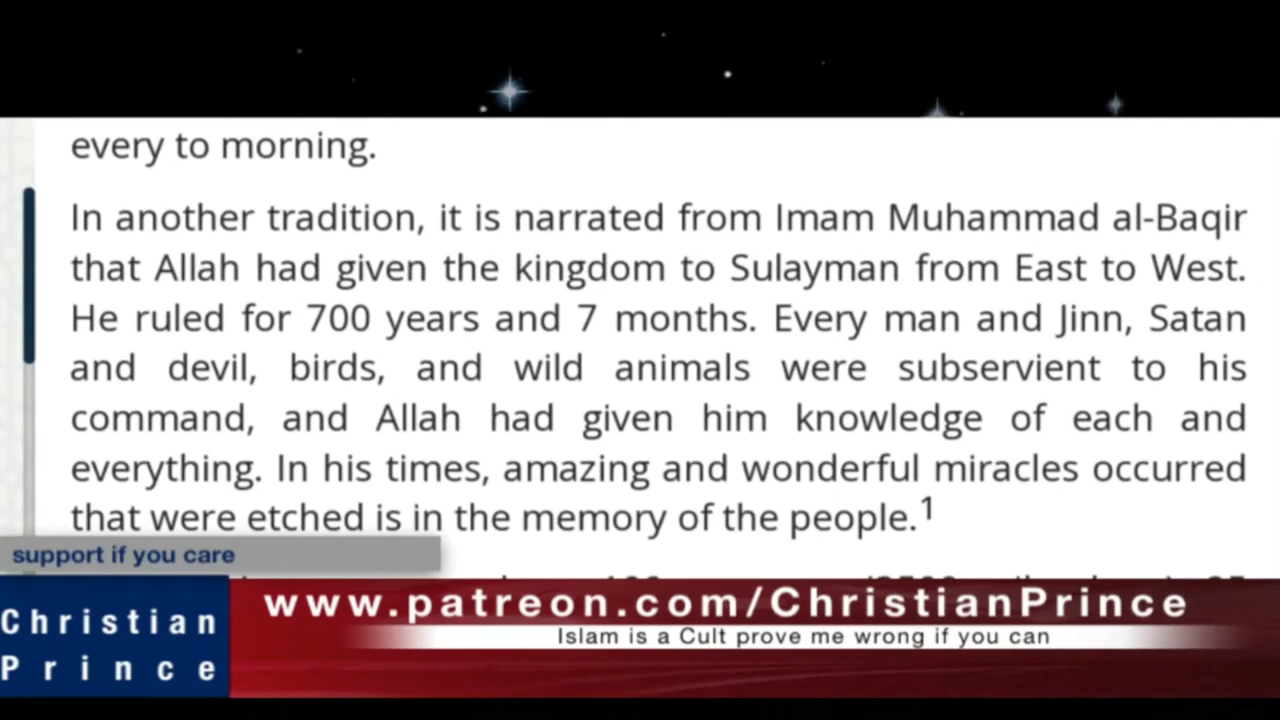 every to morning.
In another tradition, it is narrated from Imam Muhammad al-Baqir
that Allah had given the kingdom to Sulayman from East to West.
He ruled for 700 years and 7 months. Every man and Jinn, Satan
and devil, birds, and wild animals were subservient to his
command, and Allah had given him knowledge of each and
everything. In his times, amazing and wonderful miracles occurred
that were etched is in the memory of the people.1
support if you care
Christian
Prince
www.patreon.com/ChristianPrince
Islam is a Cult prove me wrong if you can